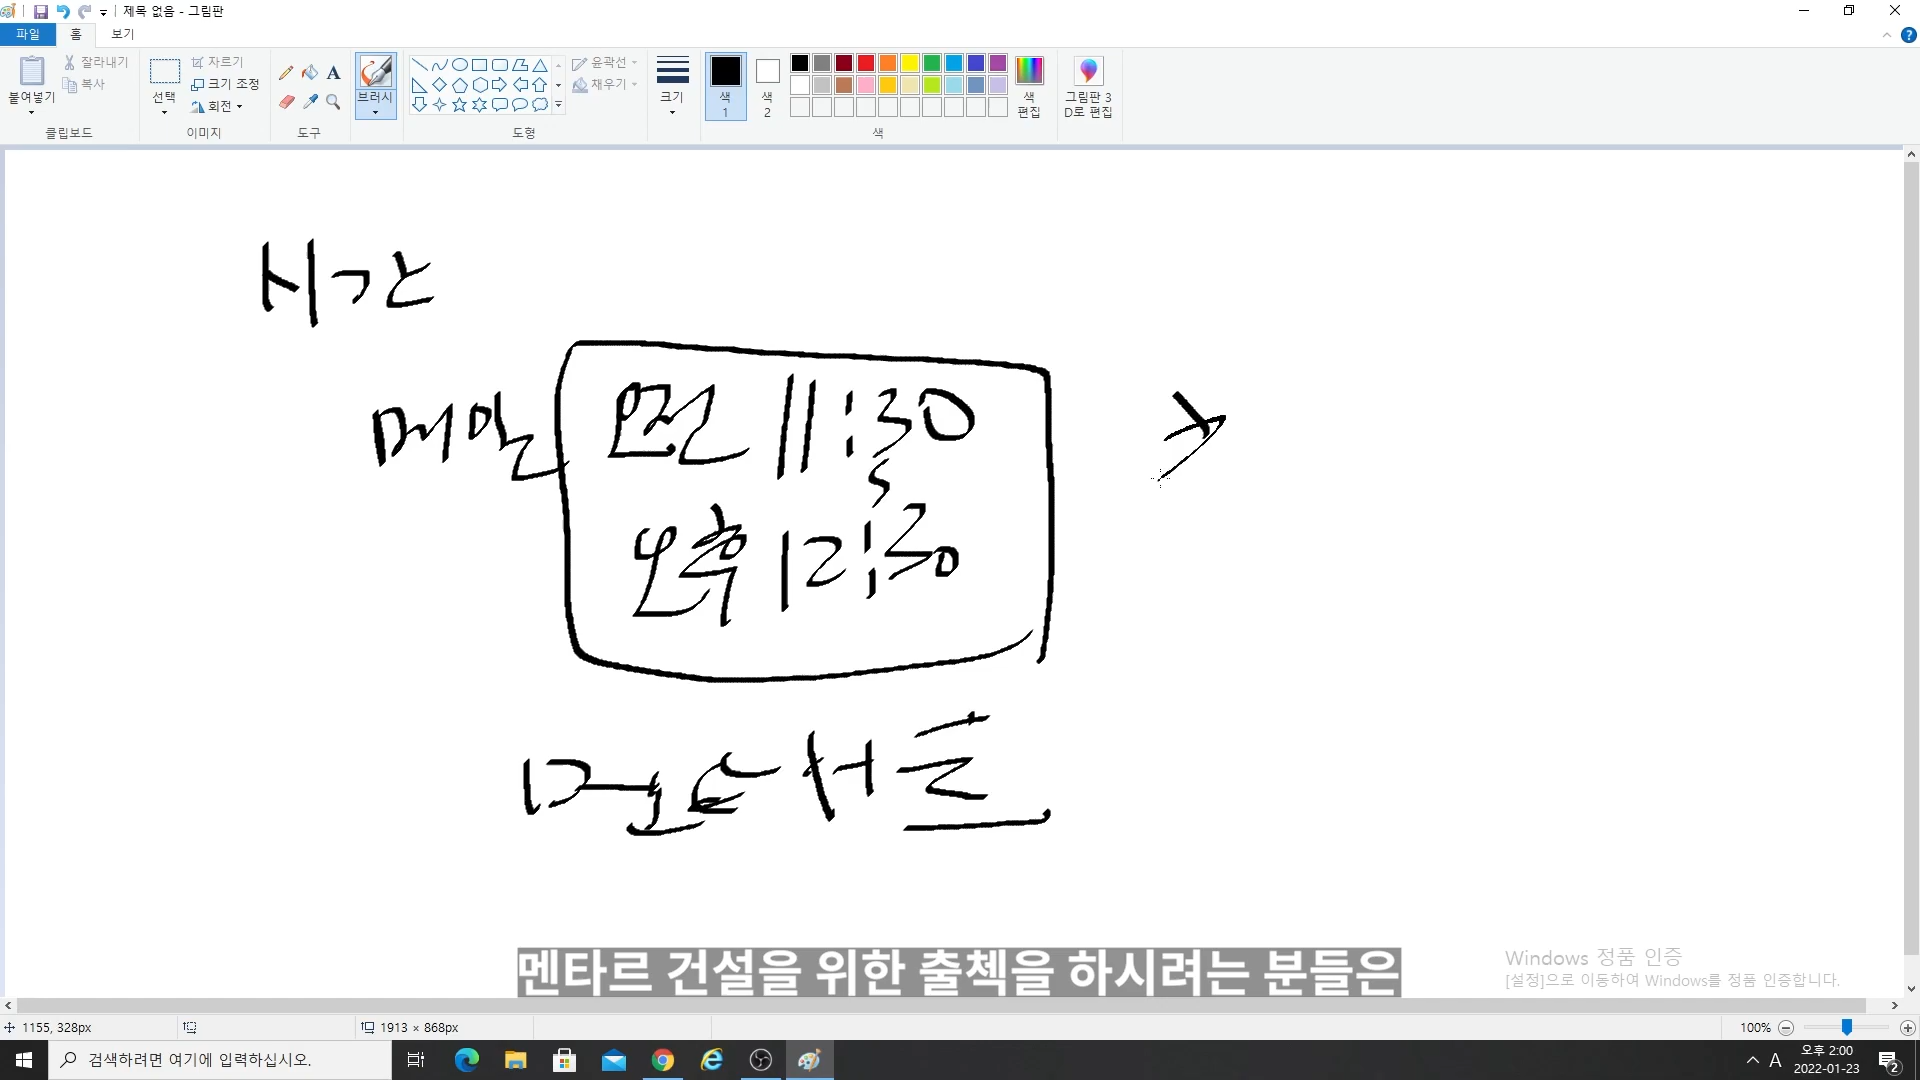 제목 없음 - 그림판
파일 홈 보기
붙여넣기
잘라내기
복사
클립보드
선택
자르기
크기 조정
회전
이미지
A
도구
브러시
윤곽선
채우기
도형
크기
색 1
색 2
색 편집
색
그림판 3D로 편집
시간
매일
오전 11:30
오후 12:30
멘타르 건설을 위한 출첵을 하시려는 분들은
Windows 정품 인증
[설정]으로 이동하여 Windows를 정품 인증합니다.
1155, 328px
1913 × 868px
100%
검색하려면 여기에 입력하십시오.
A
오후 2:00
2022-01-23
2